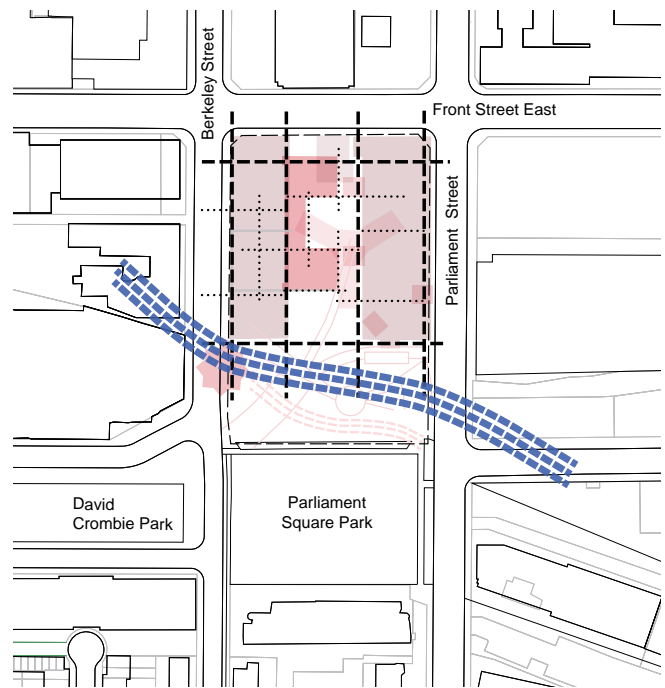 Berkeley Street
Front Street East
Parliament Street
David
Crombie Park
Parliament
Square Park